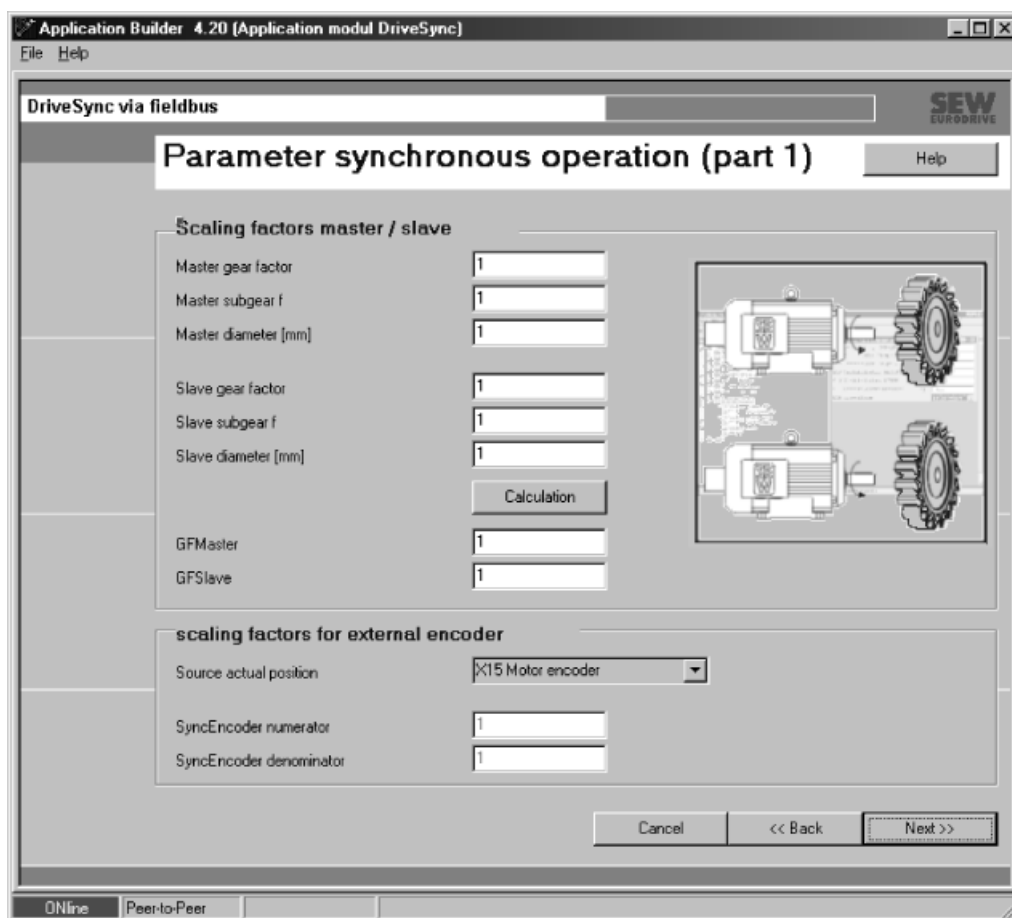 Application Builder 4.20 (Application modul DriveSync)
File Help
DriveSync via fieldbus
SEW
EURODRIVE
Parameter synchronous operation (part 1)
Help
Scaling factors master / slave
Master gear factor 1
Master subgear f 1
Master diameter [mm] 1
Slave gear factor 1
Slave subgear f 1
Slave diameter [mm] 1
Calculation
GFMaster 1
GFSlave 1
scaling factors for external encoder
Source actual position X15 Motor encoder
SyncEncoder numerator 1
SyncEncoder denominator 1
Cancel << Back Next >>
ONline Peer-to-Peer